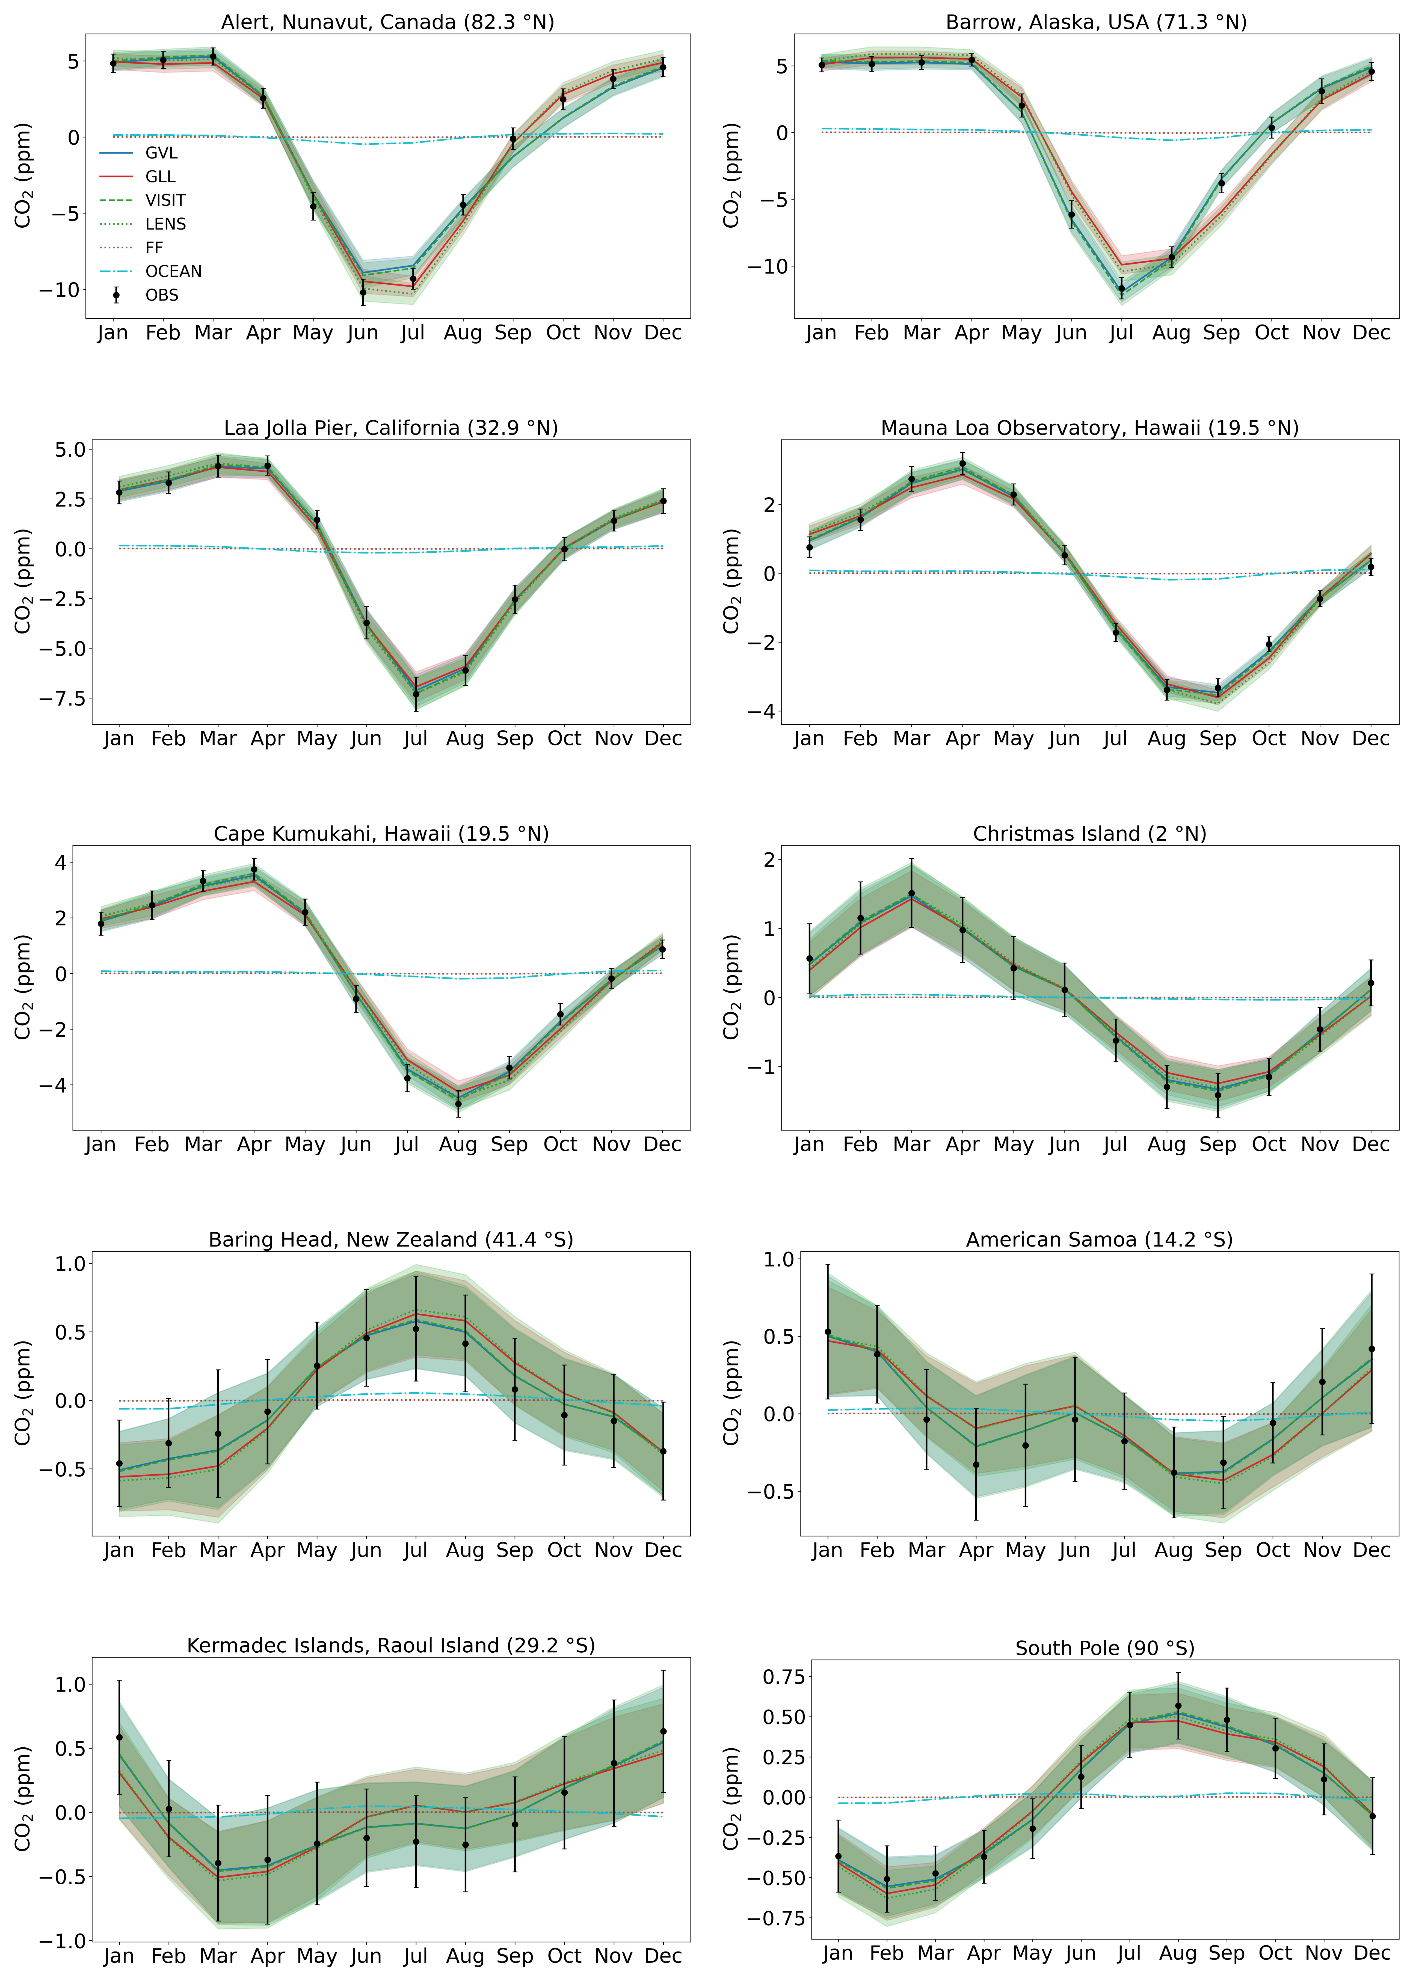 Alert, Nunavut, Canada (82.3 °N)
CO₂ (ppm)
5
0
−5
−10
GVL
GLL
VISIT
LENS
FF
OCEAN
OBS
Jan Feb Mar Apr May Jun Jul Aug Sep Oct Nov Dec
Barrow, Alaska, USA (71.3 °N)
CO₂ (ppm)
5
0
−5
−10
Jan Feb Mar Apr May Jun Jul Aug Sep Oct Nov Dec
Laa Jolla Pier, California (32.9 °N)
CO₂ (ppm)
5.0
2.5
0.0
−2.5
−5.0
−7.5
Jan Feb Mar Apr May Jun Jul Aug Sep Oct Nov Dec
Mauna Loa Observatory, Hawaii (19.5 °N)
CO₂ (ppm)
2
0
−2
−4
Jan Feb Mar Apr May Jun Jul Aug Sep Oct Nov Dec
Cape Kumukahi, Hawaii (19.5 °N)
CO₂ (ppm)
4
2
0
−2
−4
Jan Feb Mar Apr May Jun Jul Aug Sep Oct Nov Dec
Christmas Island (2 °N)
CO₂ (ppm)
2
1
0
−1
Jan Feb Mar Apr May Jun Jul Aug Sep Oct Nov Dec
Baring Head, New Zealand (41.4 °S)
CO₂ (ppm)
1.0
0.5
0.0
−0.5
Jan Feb Mar Apr May Jun Jul Aug Sep Oct Nov Dec
American Samoa (14.2 °S)
CO₂ (ppm)
1.0
0.5
0.0
−0.5
Jan Feb Mar Apr May Jun Jul Aug Sep Oct Nov Dec
Kermadec Islands, Raoul Island (29.2 °S)
CO₂ (ppm)
1.0
0.5
0.0
−0.5
−1.0
Jan Feb Mar Apr May Jun Jul Aug Sep Oct Nov Dec
South Pole (90 °S)
CO₂ (ppm)
0.75
0.50
0.25
0.00
−0.25
−0.50
−0.75
Jan Feb Mar Apr May Jun Jul Aug Sep Oct Nov Dec